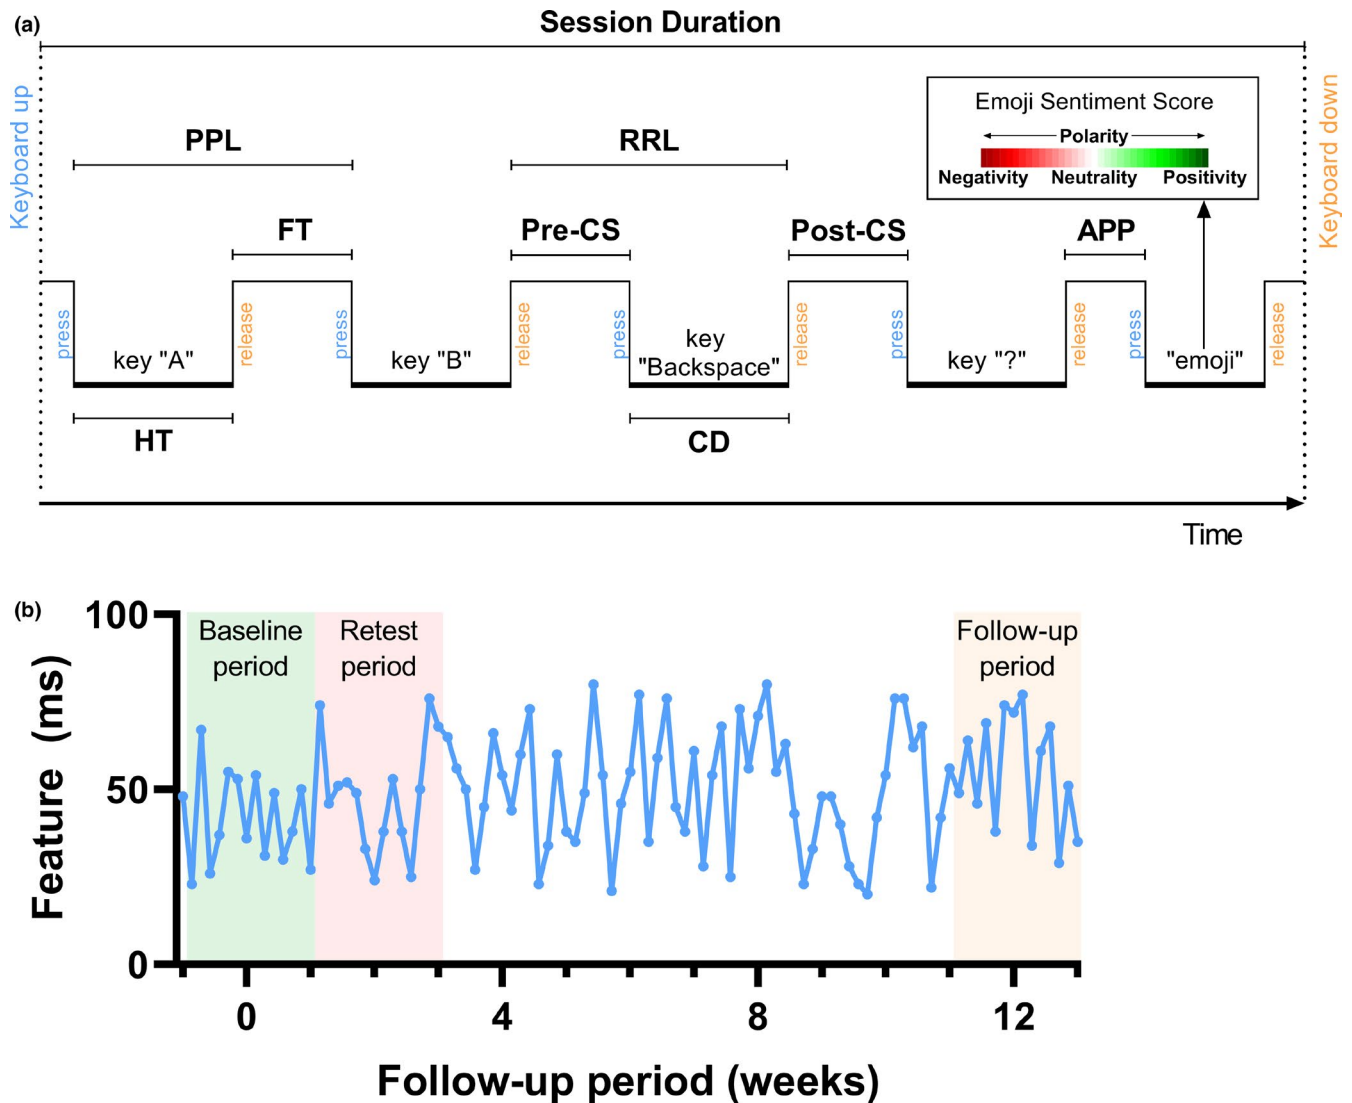 (a)
Session Duration
Keyboard up
Keyboard down
Emoji Sentiment Score
Polarity
Negativity Neutrality Positivity
PPL
RRL
FT
Pre-CS
Post-CS
APP
press
release
press
release
press
release
press
release
press
release
key "A"
key "B"
key
"Backspace"
key "?"
"emoji"
HT
CD
Time
(b)
Feature (ms)
100
50
0
Baseline
period
Retest
period
Follow-up
period
0 4 8 12
Follow-up period (weeks)